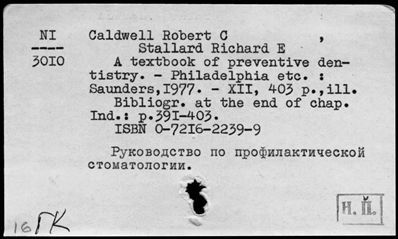 NI Caldwell Robert C ,
---- Stallard Richard E
3010 A textbook of preventive den-
tistry. - Philadelphia etc. :
Saunders,1977. - XII, 403 p.,ill.
Bibliogr. at the end of chap.
Ind.: p.391-403.
ISBN 0-7216-2239-9
Руководство по профилактической
стоматологии.
16 ГК
Н. П.